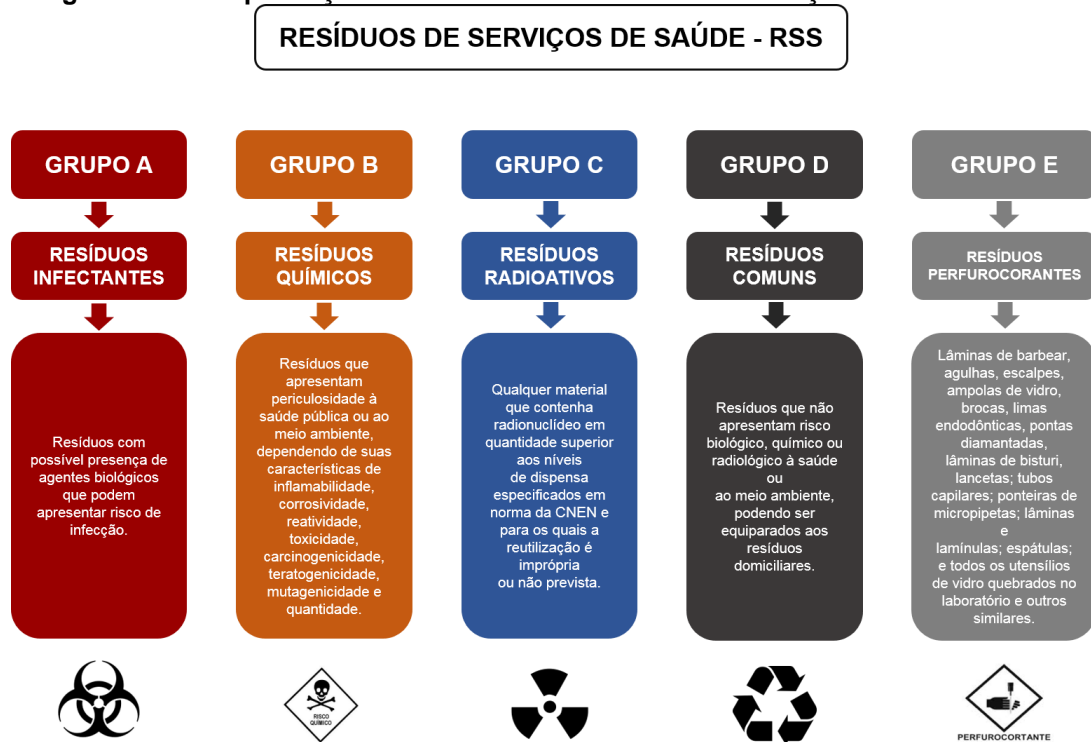 RESÍDUOS DE SERVIÇOS DE SAÚDE - RSS
GRUPO A
RESÍDUOS
INFECTANTES
Resíduos com
possível presença de
agentes biológicos
que podem
apresentar risco de
infecção.
GRUPO B
RESÍDUOS
QUÍMICOS
Resíduos que
apresentam
periculosidade à
saúde pública ou ao
meio ambiente,
dependendo de suas
características de
inflamabilidade,
corrosividade,
reatividade,
toxicidade,
carcinogenicidade,
teratogenicidade,
mutagenicidade e
quantidade.
RISCO
QUÍMICO
GRUPO C
RESÍDUOS
RADIOATIVOS
Qualquer material
que contenha
radionuclídeo em
quantidade superior
aos níveis
de dispensa
especificados em
norma da CNEN e
para os quais a
reutilização é
imprópria
ou não prevista.
GRUPO D
RESÍDUOS
COMUNS
Resíduos que não
apresentam risco
biológico, químico ou
radiológico à saúde
ou
ao meio ambiente,
podendo ser
equiparados aos
resíduos
domiciliares.
GRUPO E
RESÍDUOS
PERFUROCORANTES
Lâminas de barbear,
agulhas, escalpes,
ampolas de vidro,
brocas, limas
endodônticas, pontas
diamantadas,
lâminas de bisturi,
lancetas; tubos
capilares; ponteiras de
micropipetas; lâminas
e
lamínulas; espátulas;
e todos os utensílios
de vidro quebrados no
laboratório e outros
similares.
PERFUROCORTANTE